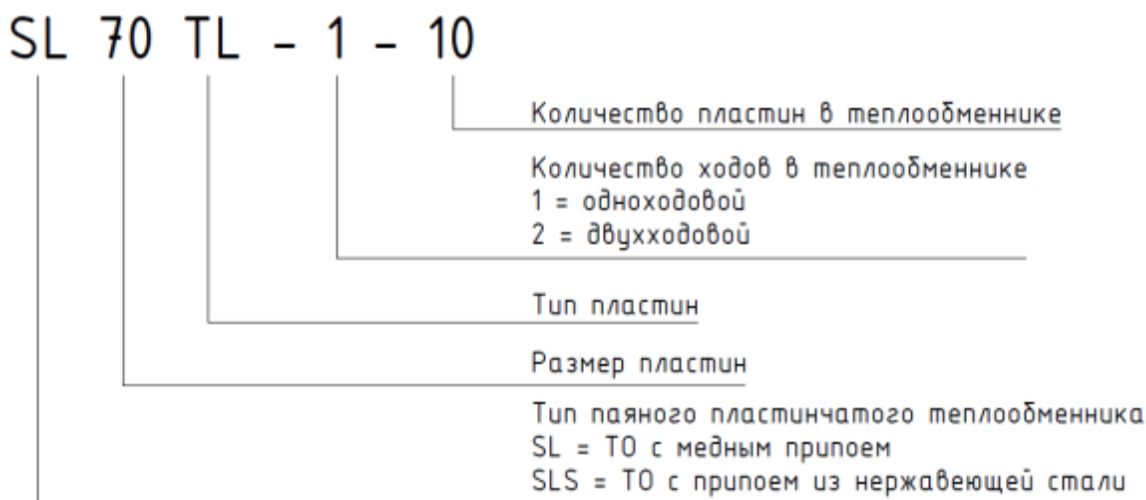 SL 70 TL - 1 - 10
Количество пластин в теплообменнике
Количество ходов в теплообменнике
1 = одноходовой
2 = двухходовой
Тип пластин
Размер пластин
Тип паяного пластинчатого теплообменника
SL = ТО с медным припоем
SLS = ТО с припоем из нержавеющей стали